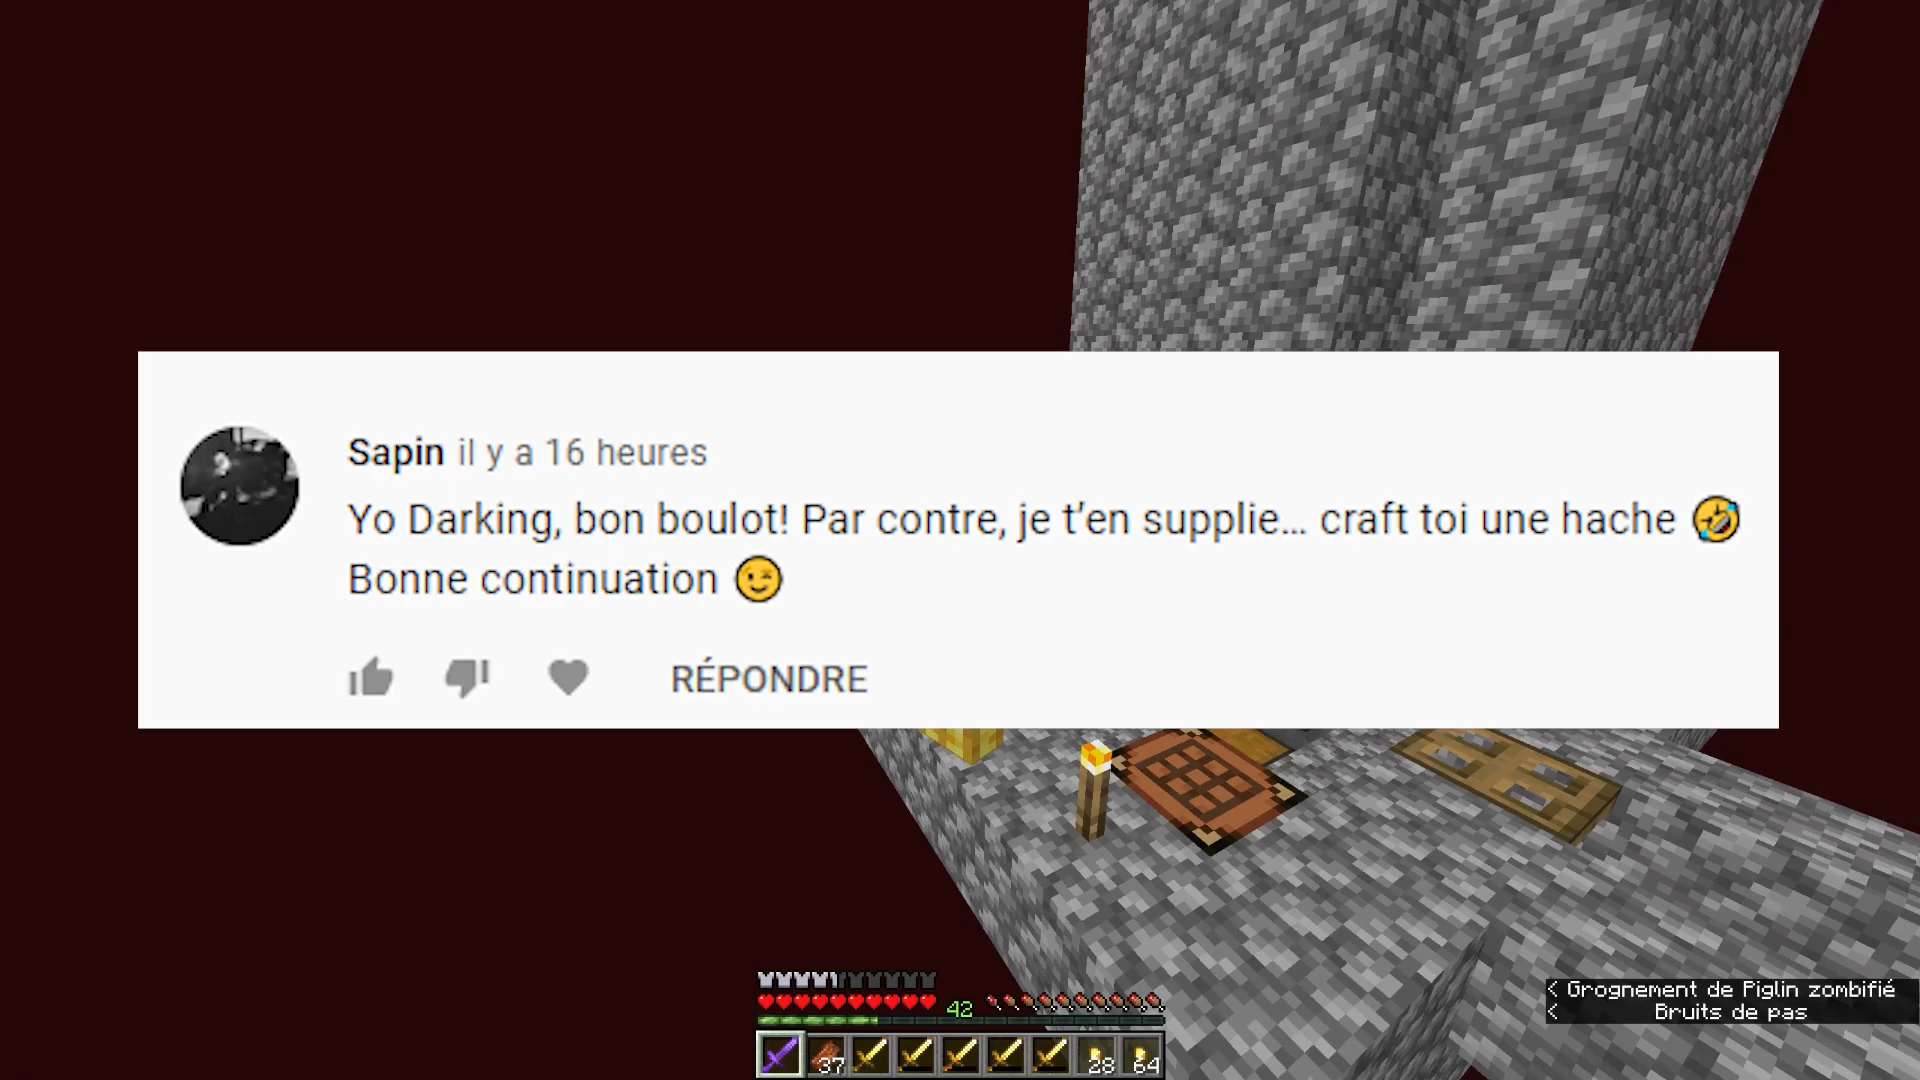 Sapin il y a 16 heures
Yo Darking, bon boulot! Par contre, je t'en supplie... craft toi une hache 🤣
Bonne continuation 😉
RÉPONDRE
42
< Grognement de Piglin zombifié
< Bruits de pas
37 28 64